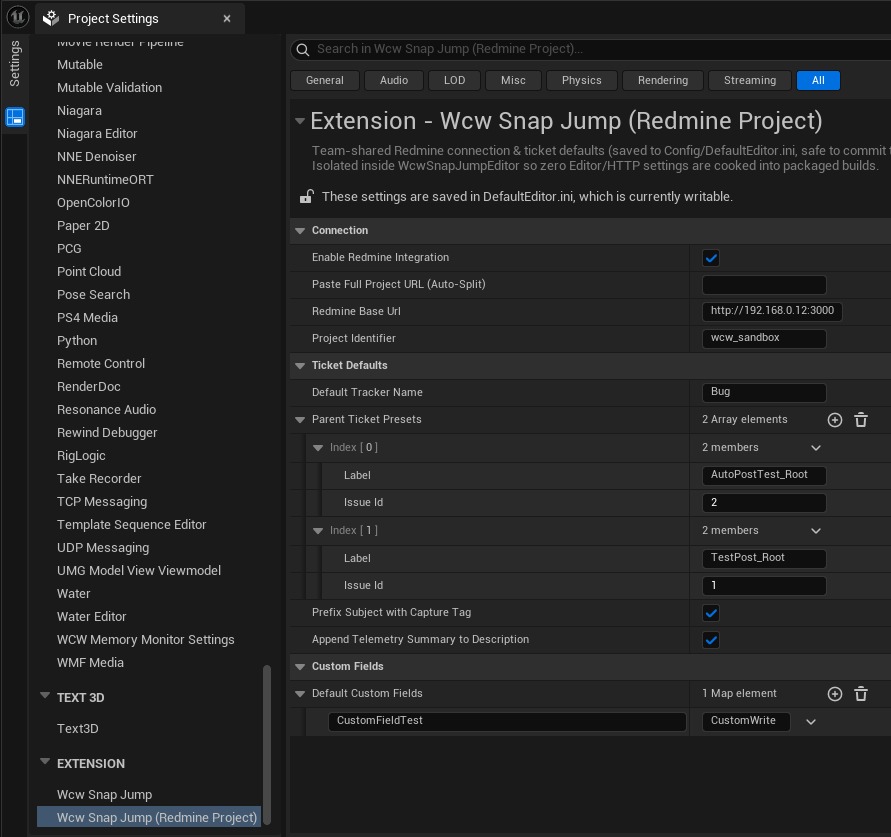 Project Settings
Settings
Movie Render Pipeline
Mutable
Mutable Validation
Niagara
Niagara Editor
NNE Denoiser
NNERuntimeORT
OpenColorIO
Paper 2D
PCG
Point Cloud
Pose Search
PS4 Media
Python
Remote Control
RenderDoc
Resonance Audio
Rewind Debugger
RigLogic
Take Recorder
TCP Messaging
Template Sequence Editor
UDP Messaging
UMG Model View Viewmodel
Water
Water Editor
WCW Memory Monitor Settings
WMF Media
TEXT 3D
Text3D
EXTENSION
Wcw Snap Jump
Wcw Snap Jump (Redmine Project)
Search in Wcw Snap Jump (Redmine Project)...
General Audio LOD Misc Physics Rendering Streaming All
Extension - Wcw Snap Jump (Redmine Project)
Team-shared Redmine connection & ticket defaults (saved to Config/DefaultEditor.ini, safe to commit
Isolated inside WcwSnapJumpEditor so zero Editor/HTTP settings are cooked into packaged builds.
These settings are saved in DefaultEditor.ini, which is currently writable.
Connection
Enable Redmine Integration
Paste Full Project URL (Auto-Split)
Redmine Base Url http://192.168.0.12:3000
Project Identifier wcw_sandbox
Ticket Defaults
Default Tracker Name Bug
Parent Ticket Presets 2 Array elements
Index [ 0 ] 2 members
Label AutoPostTest_Root
Issue Id 2
Index [ 1 ] 2 members
Label TestPost_Root
Issue Id 1
Prefix Subject with Capture Tag
Append Telemetry Summary to Description
Custom Fields
Default Custom Fields 1 Map element
CustomFieldTest CustomWrite